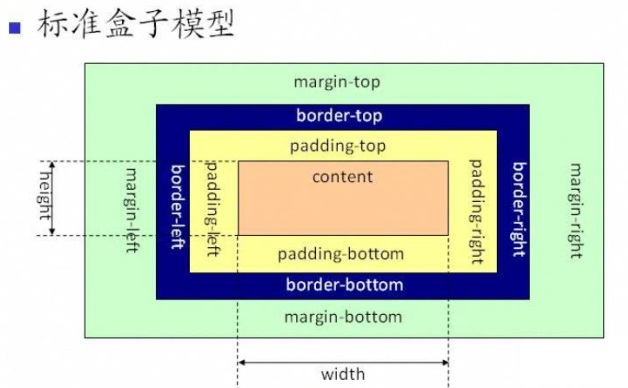 标准盒子模型
margin-top
border-top
padding-top
content
height
margin-left
border-left
padding-left
padding-right
border-right
margin-right
padding-bottom
border-bottom
margin-bottom
width